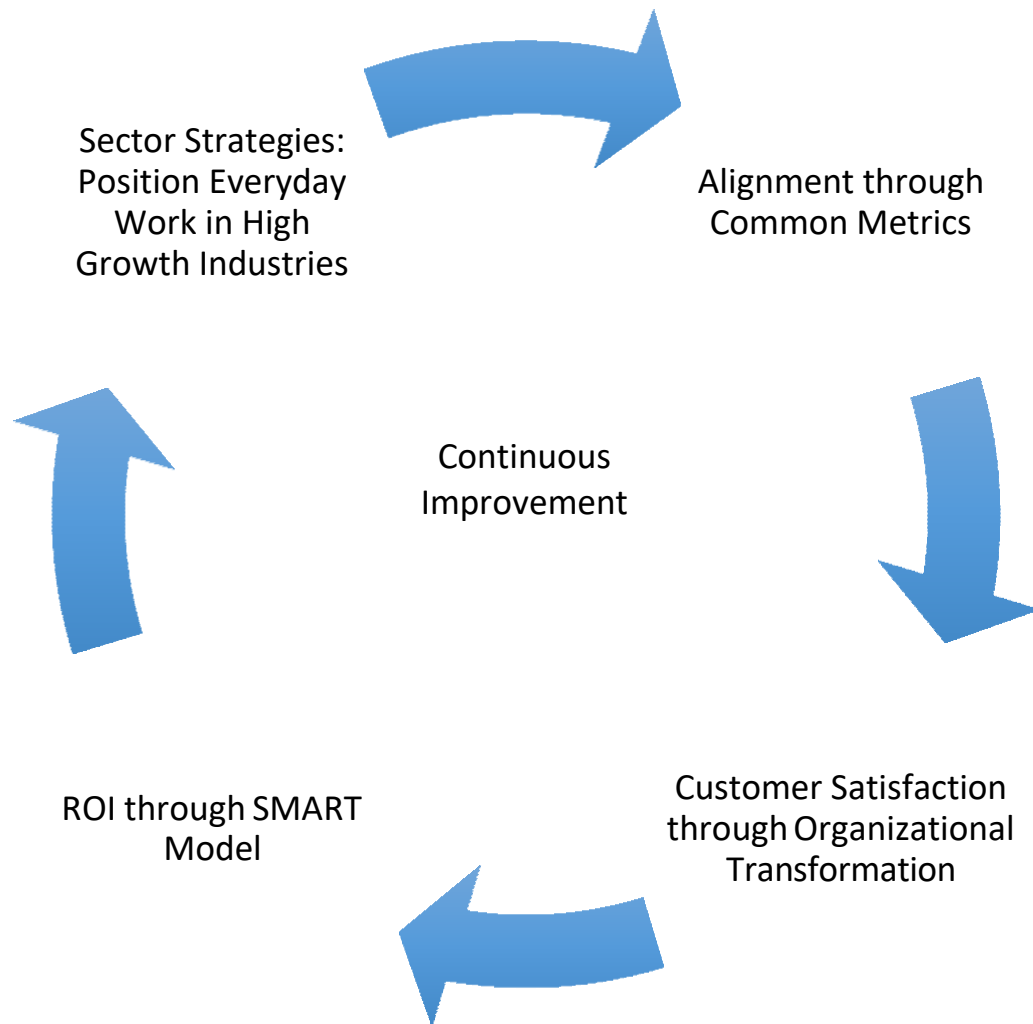 Sector Strategies:
Position Everyday
Work in High
Growth Industries
Alignment through
Common Metrics
Continuous
Improvement
Customer Satisfaction
through Organizational
Transformation
ROI through SMART
Model